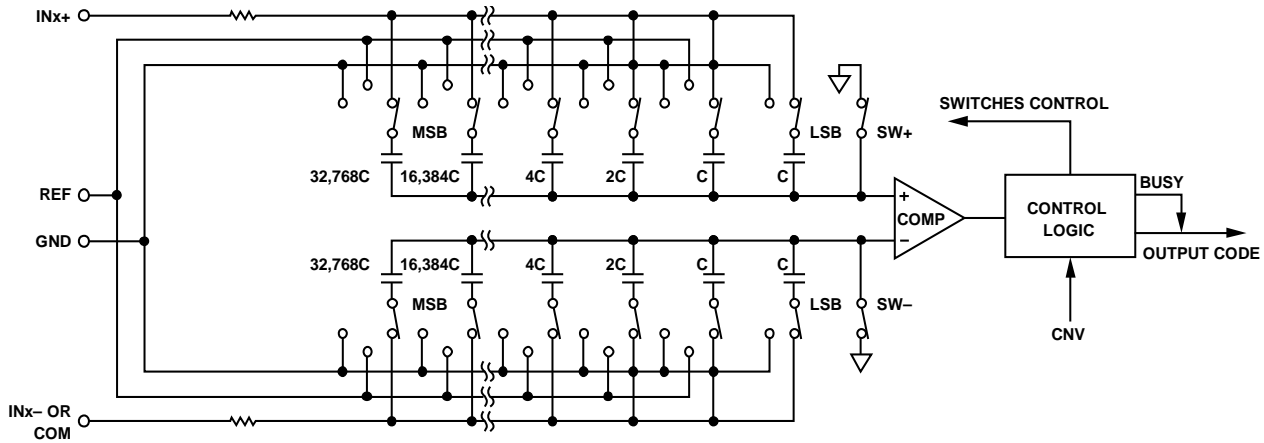 INx+
SWITCHES CONTROL
MSB
LSB
SW+
32,768C
16,384C
4C
2C
C
C
REF
BUSY
+
COMP
–
CONTROL
LOGIC
GND
OUTPUT CODE
32,768C
16,384C
4C
2C
C
C
MSB
LSB
SW–
CNV
INx– OR
COM